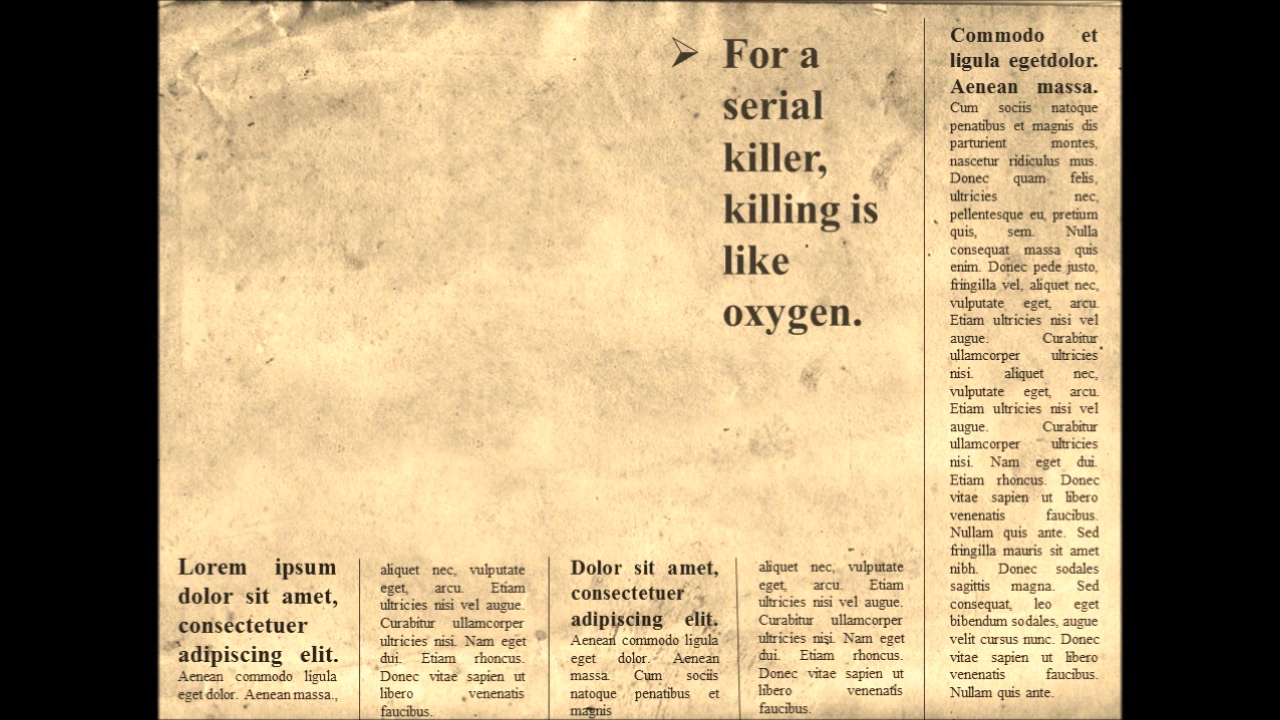 For a
serial
killer,
killing is
like
oxygen.
Lorem ipsum
dolor sit amet,
consectetuer
adipiscing elit.
Aenean commodo ligula
eget dolor. Aenean massa.,
aliquet nec, vulputate
eget, arcu. Etiam
ultricies nisi vel augue.
Curabitur ullamcorper
ultricies nisi. Nam eget
dui. Etiam rhoncus.
Donec vitae sapien ut
libero venenatis
faucibus.
Dolor sit amet,
consectetuer
adipiscing elit.
Aenean commodo ligula
eget dolor. Aenean
massa. Cum sociis
natoque penatibus et
magnis
aliquet nec, vulputate
eget, arcu. Etiam
ultricies nisi vel augue.
Curabitur ullamcorper
ultricies nisi. Nam eget
dui. Etiam rhoncus.
Donec vitae sapien ut
libero venenatis
faucibus.
Commodo et
ligula egetdolor.
Aenean massa.
Cum sociis natoque
penatibus et magnis dis
parturient montes,
nascetur ridiculus mus.
Donec quam felis,
ultricies nec,
pellentesque eu, pretium
quis, sem. Nulla
consequat massa quis
enim. Donec pede justo,
fringilla vel, aliquet nec,
vulputate eget, arcu.
Etiam ultricies nisi vel
augue. Curabitur
ullamcorper ultricies
nisi. aliquet nec,
vulputate eget, arcu.
Etiam ultricies nisi vel
augue. Curabitur
ullamcorper ultricies
nisi. Nam eget dui.
Etiam rhoncus. Donec
vitae sapien ut libero
venenatis faucibus.
Nullam quis ante. Sed
fringilla mauris sit amet
nibh. Donec sodales
sagittis magna. Sed
consequat, leo eget
bibendum sodales, augue
velit cursus nunc. Donec
vitae sapien ut libero
venenatis faucibus.
Nullam quis ante.